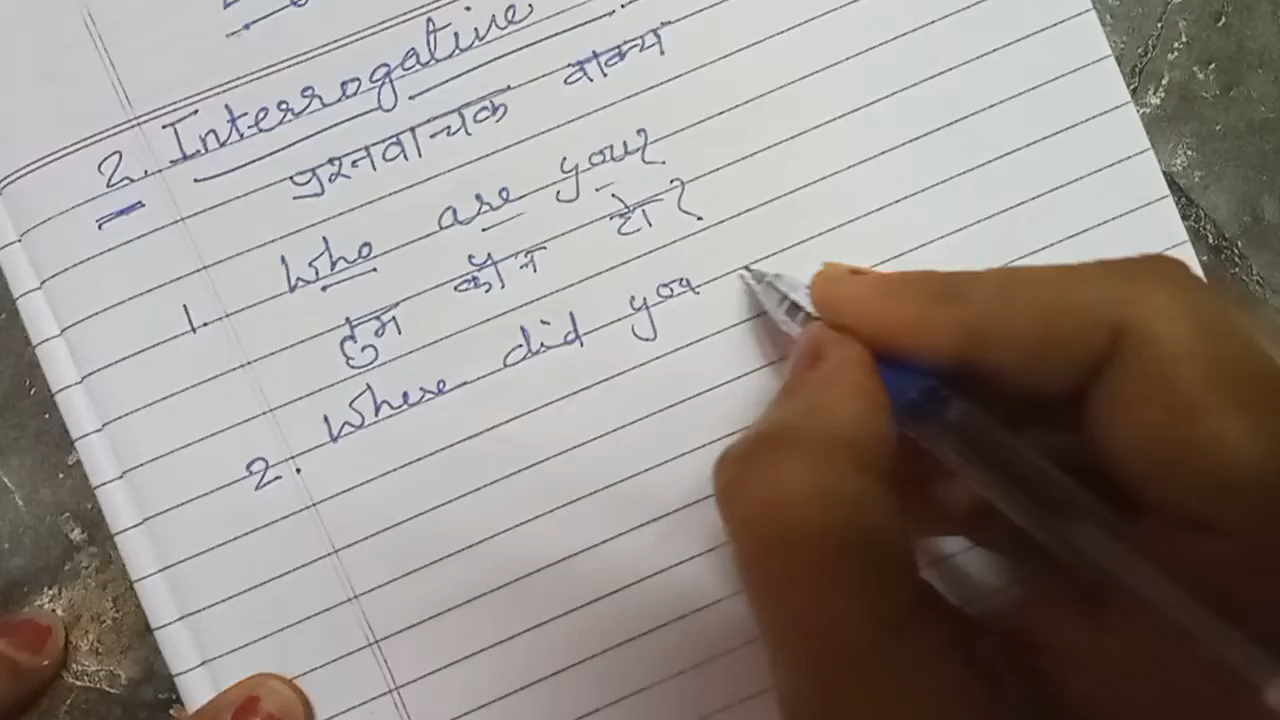 2. Interrogative
प्रश्नवाचक वाक्य
1. Who are you?
तुम कौन हो?
2. Where did you